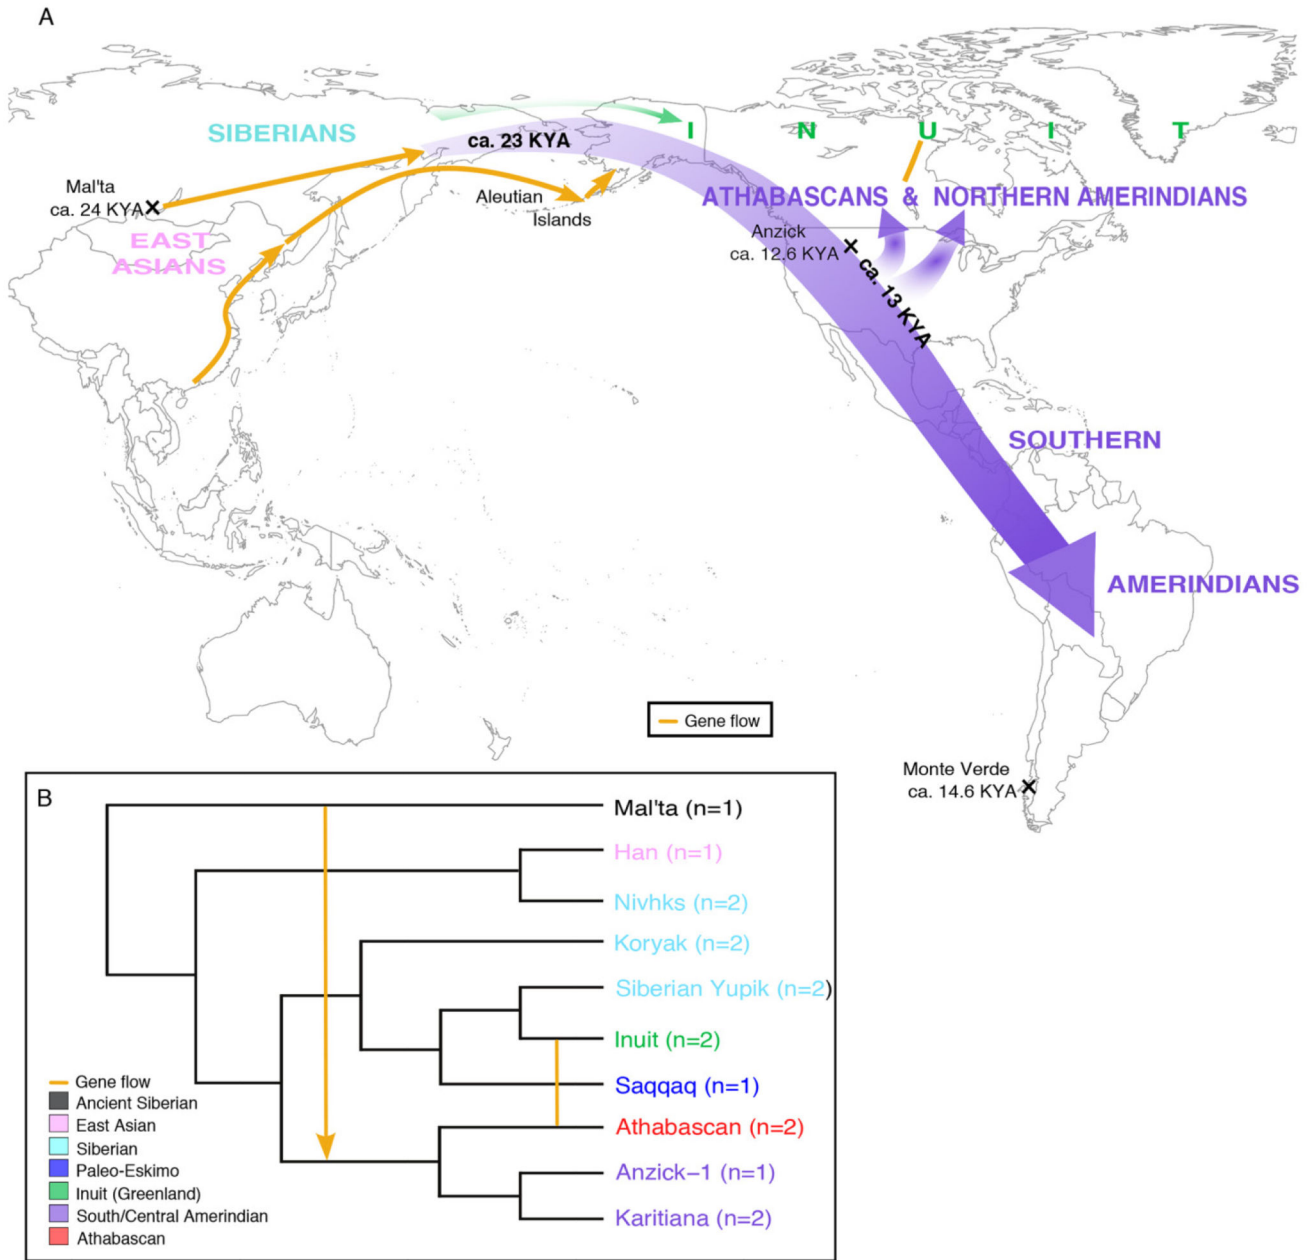 A
SIBERIANS
ca. 23 KYA
I N U I T
Mal'ta
ca. 24 KYA
Aleutian
Islands
ATHABASCANS & NORTHERN AMERINDIANS
EAST
ASIANS
Anzick
ca. 12.6 KYA
ca. 13 KYA
SOUTHERN
AMERINDIANS
Gene flow
Monte Verde
ca. 14.6 KYA
B
Mal'ta (n=1)
Han (n=1)
Nivhks (n=2)
Koryak (n=2)
Siberian Yupik (n=2)
Inuit (n=2)
Saqqaq (n=1)
Athabascan (n=2)
Anzick−1 (n=1)
Karitiana (n=2)
Gene flow
Ancient Siberian
East Asian
Siberian
Paleo-Eskimo
Inuit (Greenland)
South/Central Amerindian
Athabascan